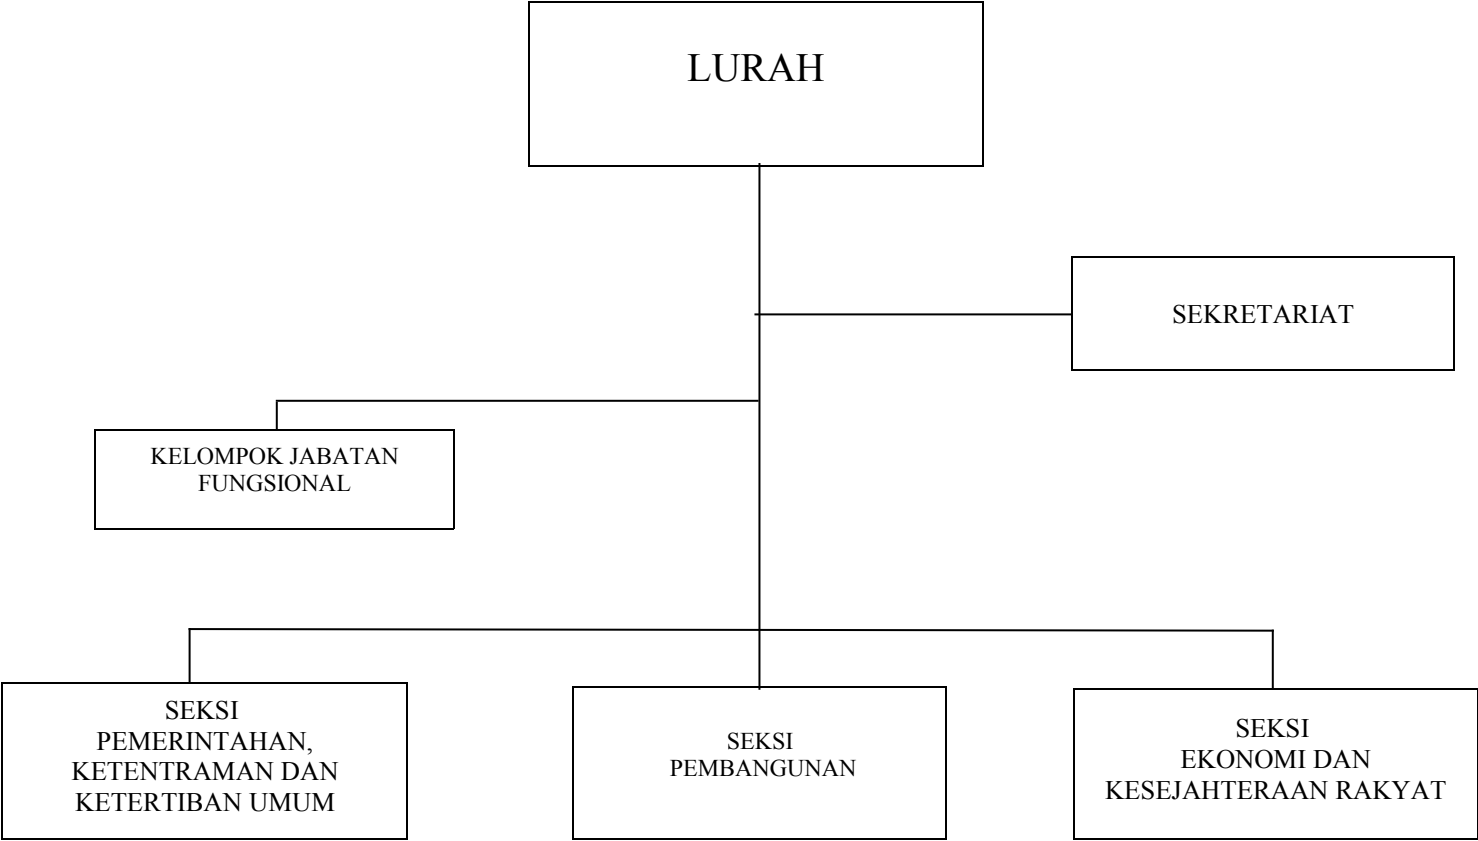 LURAH
SEKRETARIAT
KELOMPOK JABATAN
FUNGSIONAL
SEKSI
PEMERINTAHAN,
KETENTRAMAN DAN
KETERTIBAN UMUM
SEKSI
PEMBANGUNAN
SEKSI
EKONOMI DAN
KESEJAHTERAAN RAKYAT